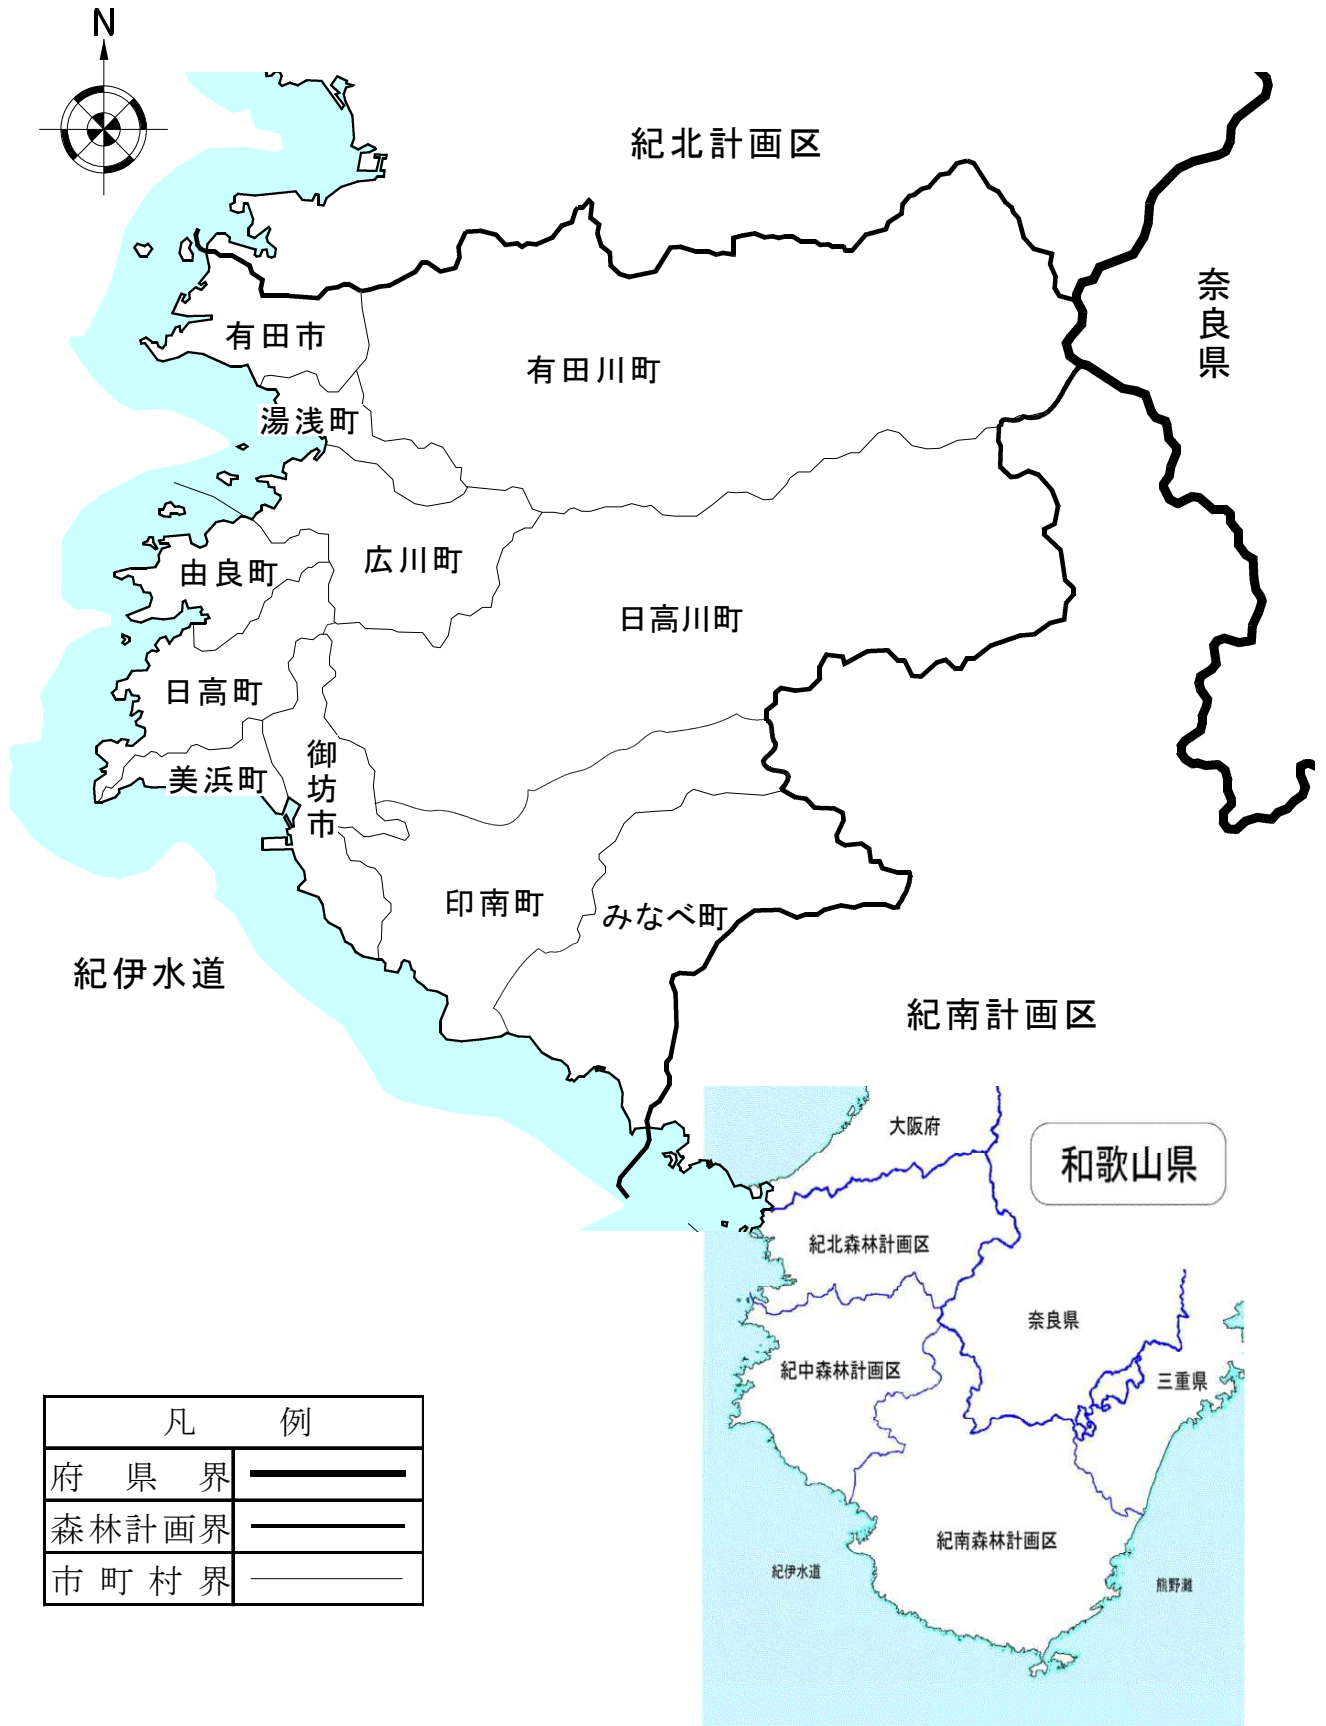 N
紀北計画区
奈良県
有田市
有田川町
湯浅町
広川町
由良町
日高川町
日高町
御坊市
美浜町
印南町
みなべ町
紀伊水道
紀南計画区
大阪府
和歌山県
紀北森林計画区
奈良県
紀中森林計画区
三重県
紀南森林計画区
紀伊水道
熊野灘
凡例
府県界
森林計画界
市町村界